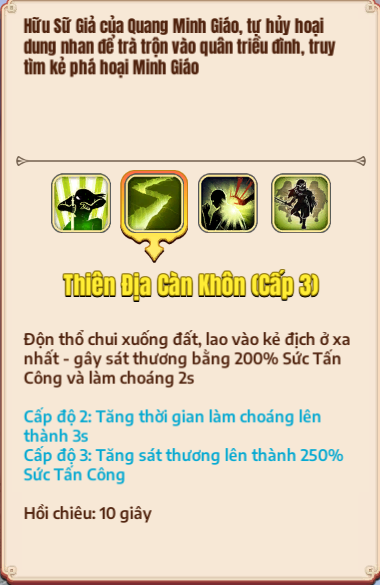 Hữu Sứ Giả của Quang Minh Giáo, tự hủy hoại
dung nhan để trà trộn vào quân triều đình, truy
tìm kẻ phá hoại Minh Giáo
Thiên Địa Càn Khôn (Cấp 3)
Độn thổ chui xuống đất, lao vào kẻ địch ở xa
nhất - gây sát thương bằng 200% Sức Tấn
Công và làm choáng 2s
Cấp độ 2: Tăng thời gian làm choáng lên
thành 3s
Cấp độ 3: Tăng sát thương lên thành 250%
Sức Tấn Công
Hồi chiêu: 10 giây